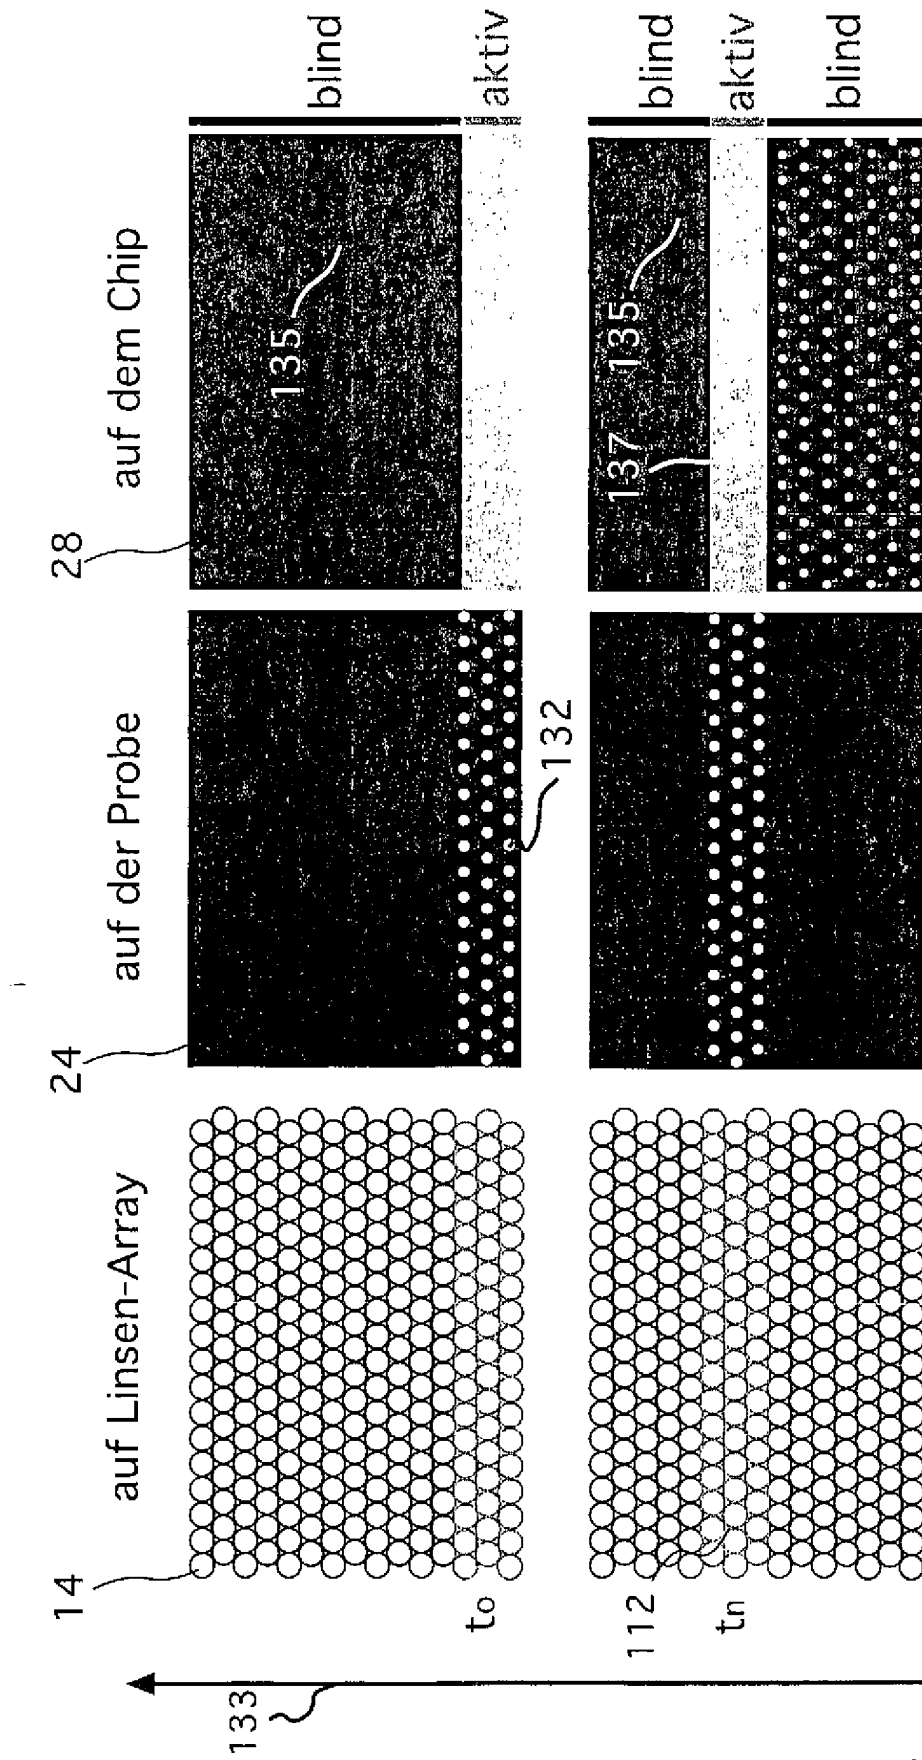 auf Linsen-Array
auf der Probe
auf dem Chip
14
24
28
135
blind
aktiv
t0
132
133
112
tn
137
135
blind
aktiv
blind